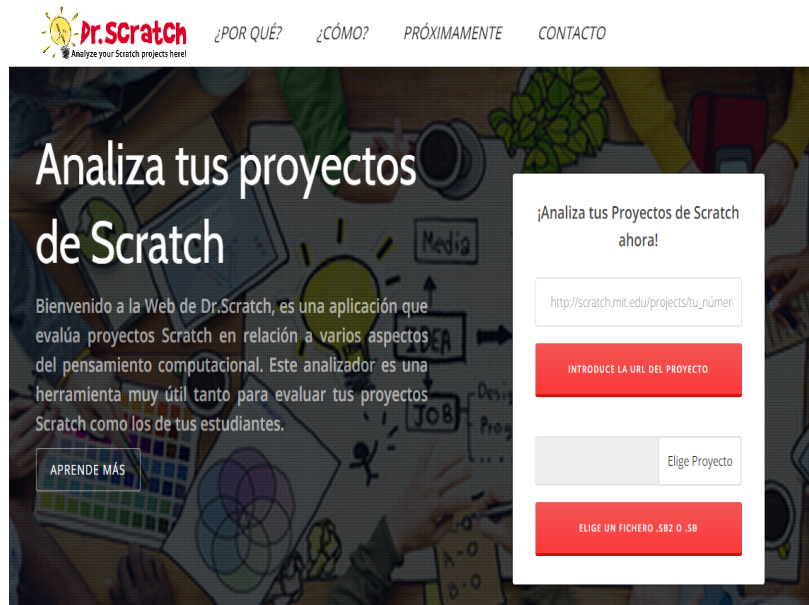 Dr.Scratch
Analyze your Scratch projects here!
¿POR QUÉ?
¿CÓMO?
PRÓXIMAMENTE
CONTACTO
Analiza tus proyectos
de Scratch
Bienvenido a la Web de Dr.Scratch, es una aplicación que
evalúa proyectos Scratch en relación a varios aspectos
del pensamiento computacional. Este analizador es una
herramienta muy útil tanto para evaluar tus proyectos
Scratch como los de tus estudiantes.
APRENDE MÁS
Media
IDEA
JOB
¡Analiza tus Proyectos de Scratch
ahora!
http://scratch.mit.edu/projects/tu_númer
INTRODUCE LA URL DEL PROYECTO
Elige Proyecto
ELIGE UN FICHERO .SB2 O .SB